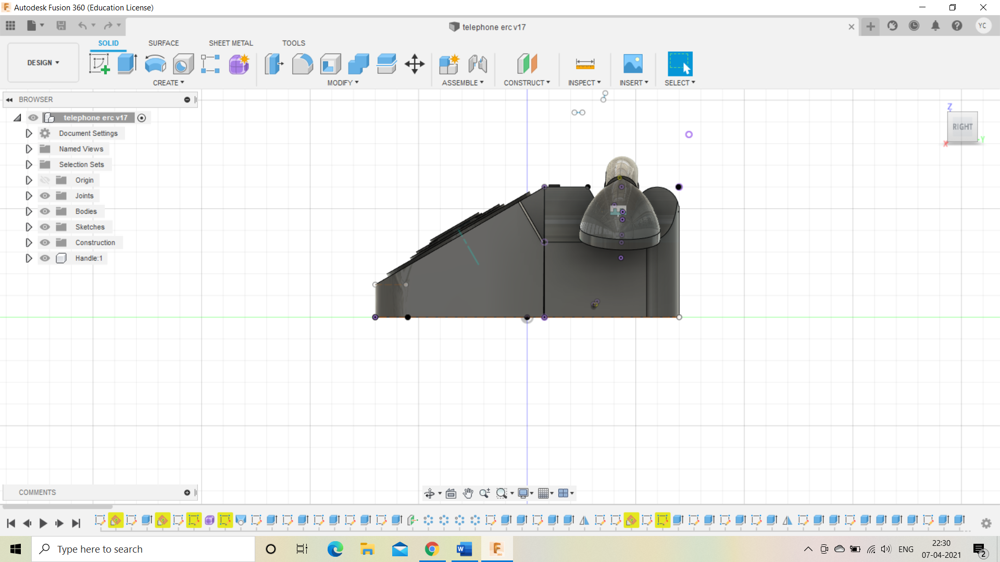 Autodesk Fusion 360 (Education License)
telephone erc v17
YC
DESIGN
SOLID SURFACE SHEET METAL TOOLS
CREATE MODIFY ASSEMBLE CONSTRUCT INSPECT INSERT SELECT
BROWSER
telephone erc v17
Document Settings
Named Views
Selection Sets
Origin
Joints
Bodies
Sketches
Construction
Handle:1
Z
RIGHT
X
Y
COMMENTS
Type here to search
ENG
22:30
07-04-2021
2